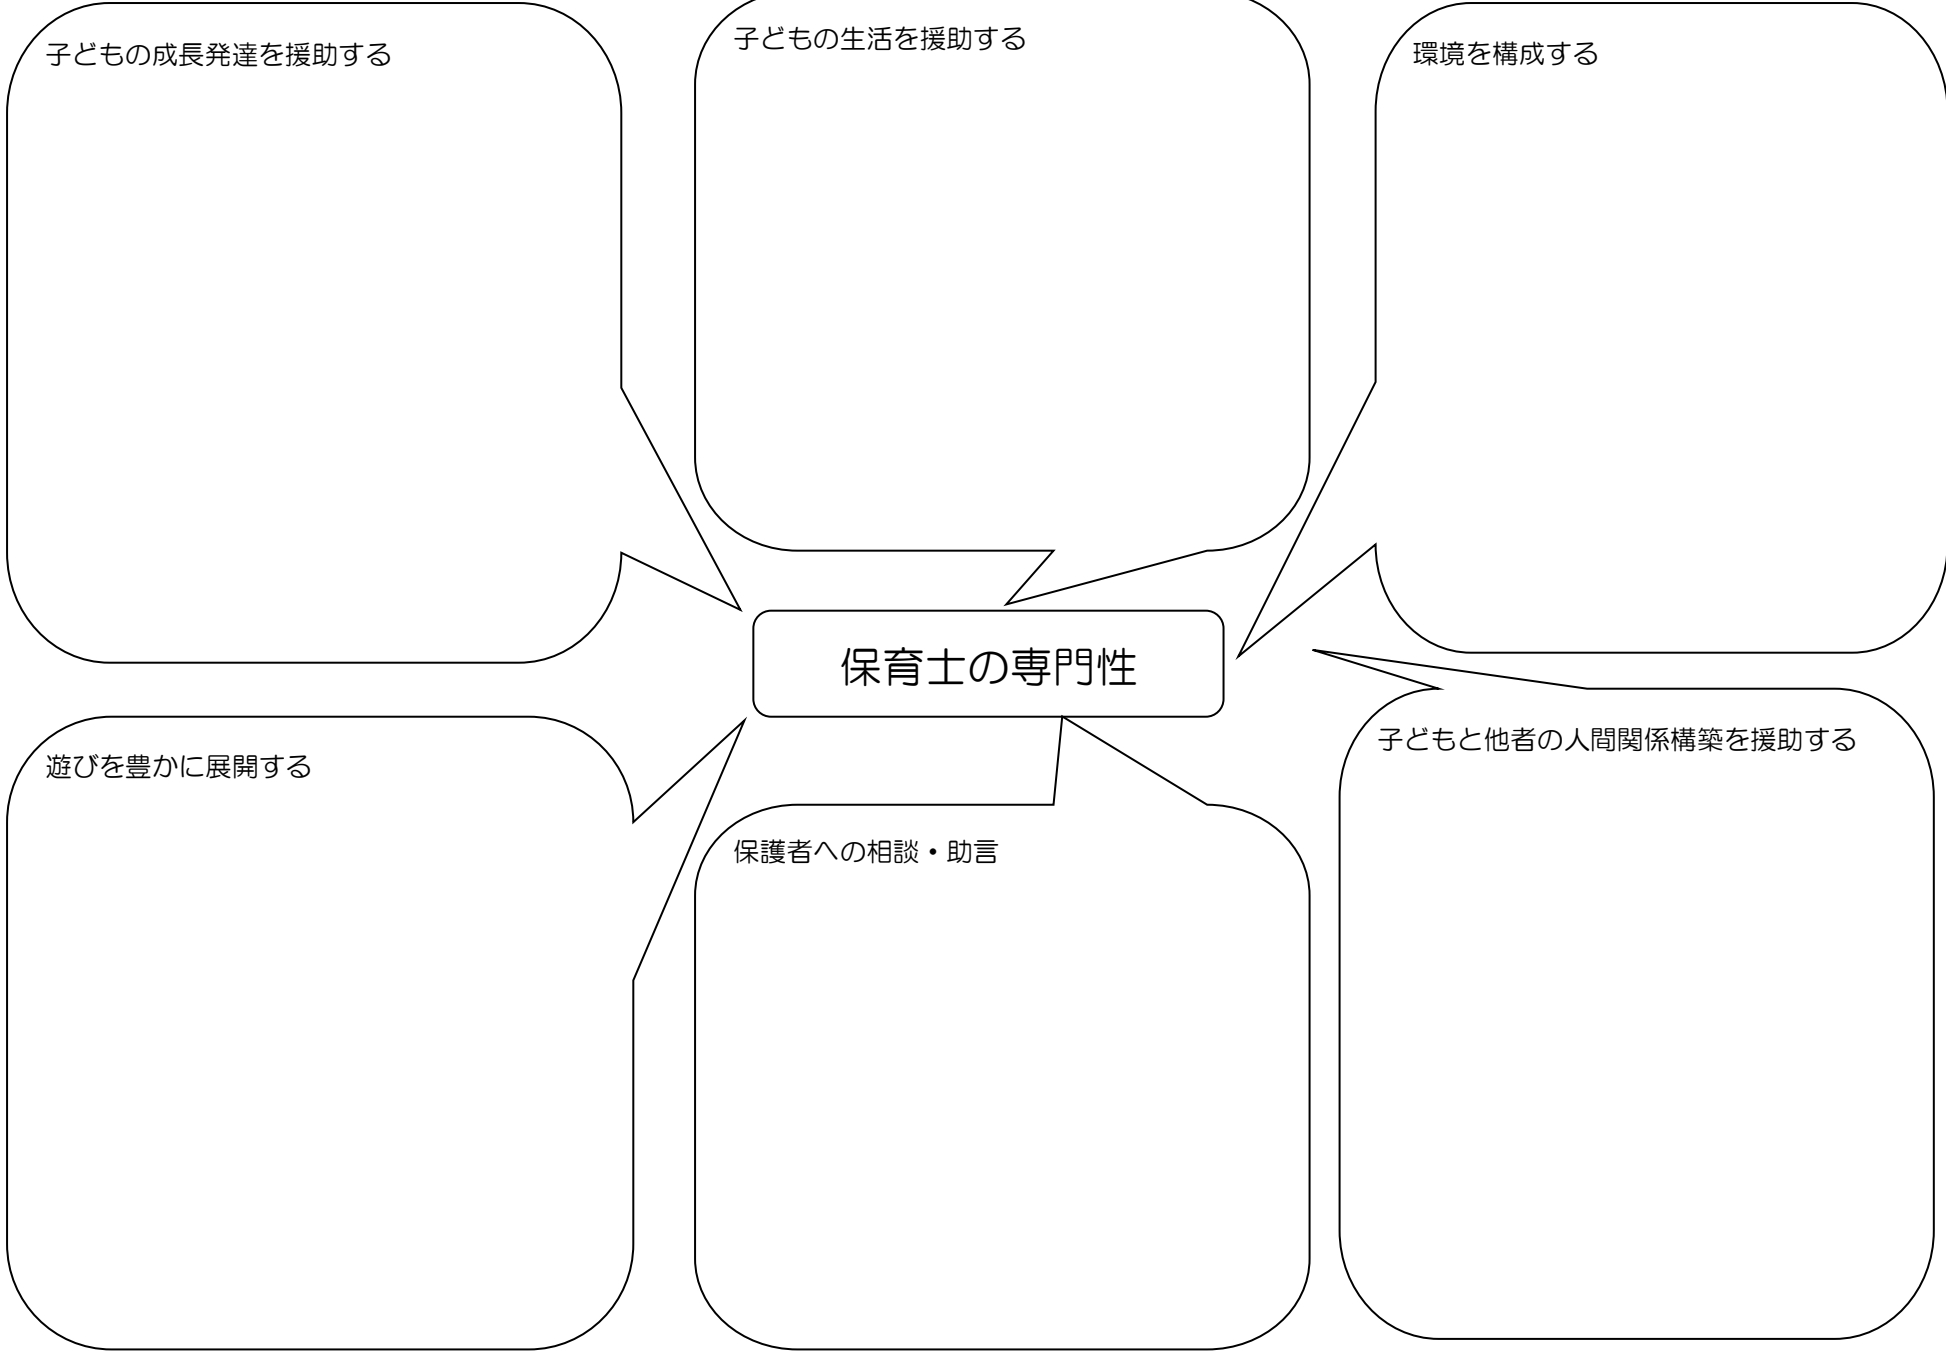 子どもの成長発達を援助する
子どもの生活を援助する
環境を構成する
保育士の専門性
遊びを豊かに展開する
保護者への相談・助言
子どもと他者の人間関係構築を援助する